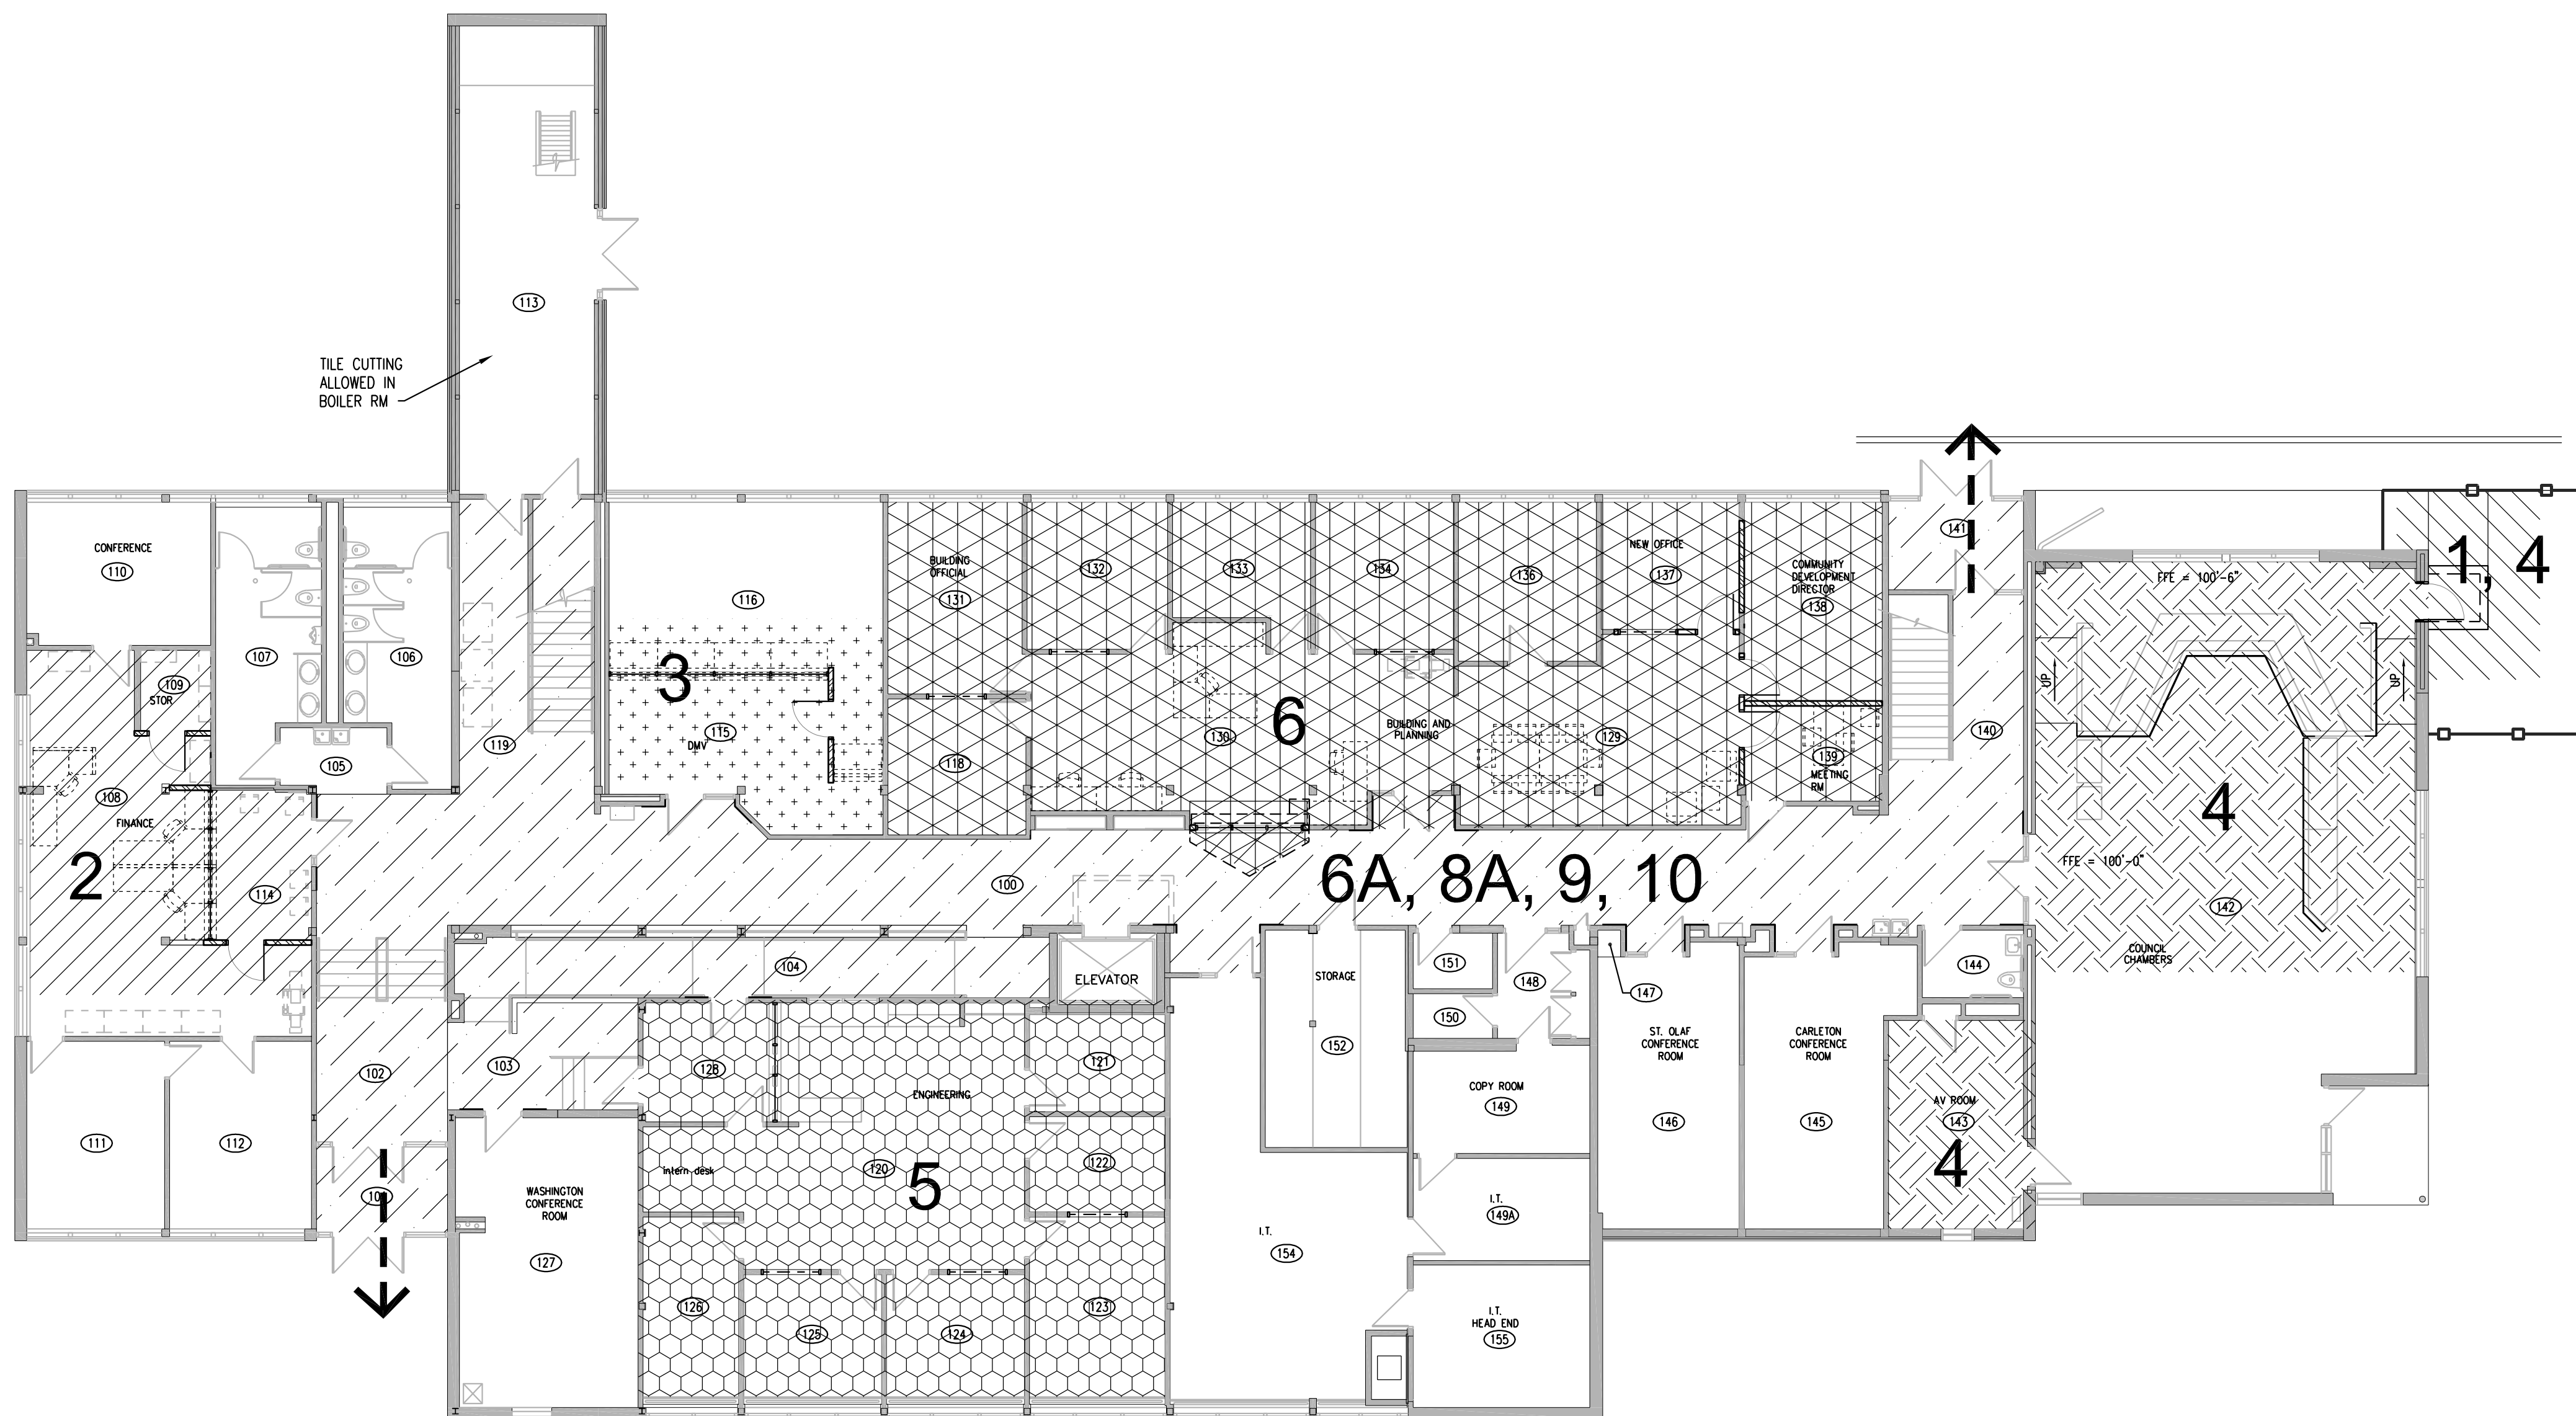 113
TILE CUTTING
ALLOWED IN
BOILER RM
CONFERENCE
110
107
106
109
STOR
119
105
108
FINANCE
2
114
116
3
115
DMV
BUILDING
OFFICIAL
131
132
133
134
136
NEW OFFICE
137
COMMUNITY
DEVELOPMENT
DIRECTOR
138
118
130
6
BUILDING AND
PLANNING
129
139
MEETING
RM
141
140
1, 4
FFE = 100'-6"
UP
UP
4
FFE = 100'-0"
142
COUNCIL
CHAMBERS
100
6A, 8A, 9, 10
104
ELEVATOR
STORAGE
152
151
150
148
147
144
102
103
128
ENGINEERING
121
COPY ROOM
149
ST. OLAF
CONFERENCE
ROOM
146
CARLETON
CONFERENCE
ROOM
145
AV ROOM
143
4
111
112
101
WASHINGTON
CONFERENCE
ROOM
127
intern desk
120
5
122
126
125
124
123
I.T.
154
I.T.
149A
I.T.
HEAD END
155